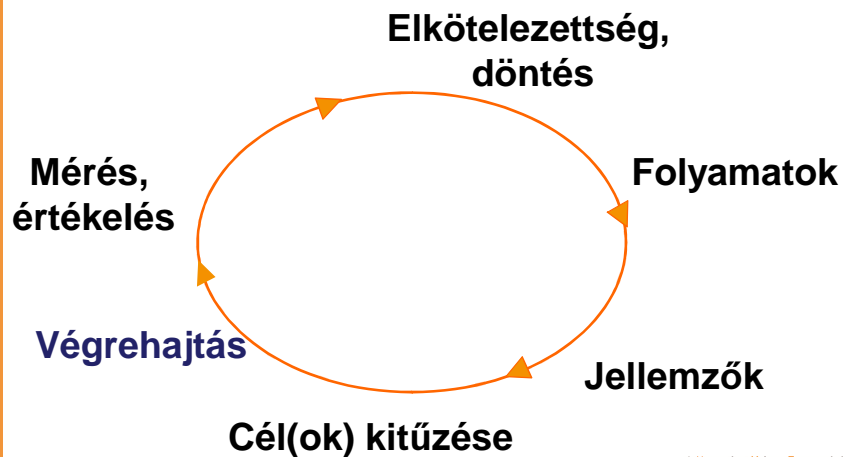 Elkötelezettség,
döntés
Folyamatok
Jellemzők
Cél(ok) kitűzése
Végrehajtás
Mérés,
értékelés